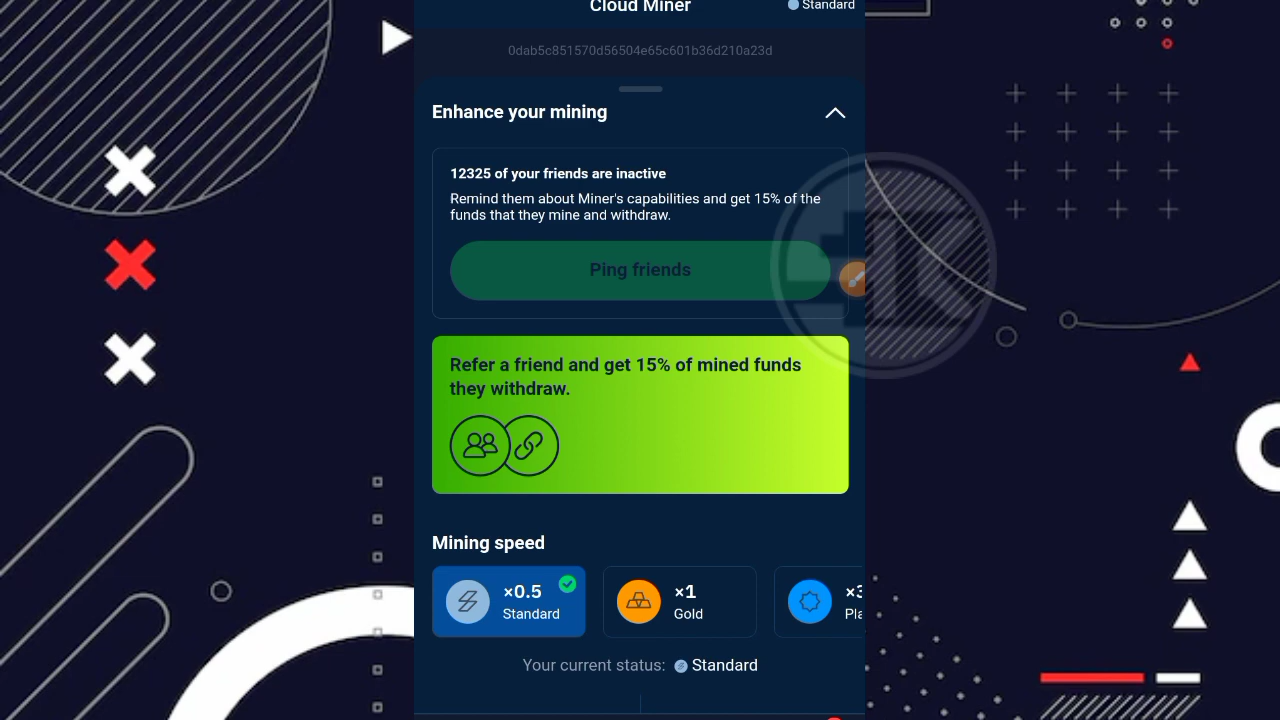 Cloud Miner
Standard
0dab5c851570d56504e65c601b36d210a23d
Enhance your mining
12325 of your friends are inactive
Remind them about Miner's capabilities and get 15% of the
funds that they mine and withdraw.
Ping friends
Refer a friend and get 15% of mined funds
they withdraw.
Mining speed
×0.5
Standard
×1
Gold
×3
Pla
Your current status: Standard